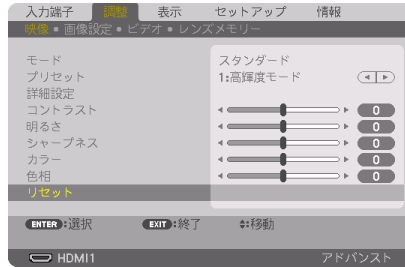 入力端子 調整 表示 セットアップ 情報
映像 • 画像設定 • ビデオ • レンズメモリー
モード スタンダード
プリセット 1:高輝度モード
詳細設定
コントラスト 0
明るさ 0
シャープネス 0
カラー 0
色相 0
リセット
ENTER:選択 EXIT:終了 :移動
HDMI1 アドバンスト